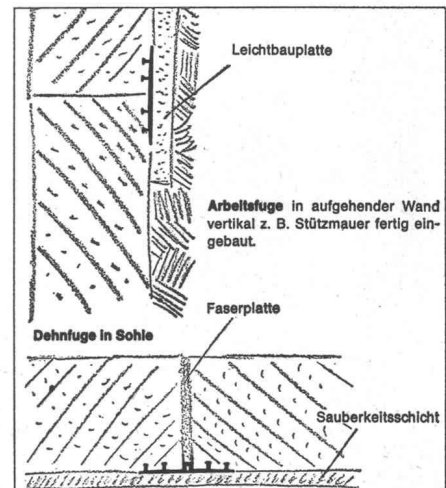 Leichtbauplatte
Arbeitsfuge in aufgehender Wand
vertikal z. B. Stützmauer fertig ein-
gebaut.
Dehnfuge in Sohle
Faserplatte
Sauberkeitsschicht